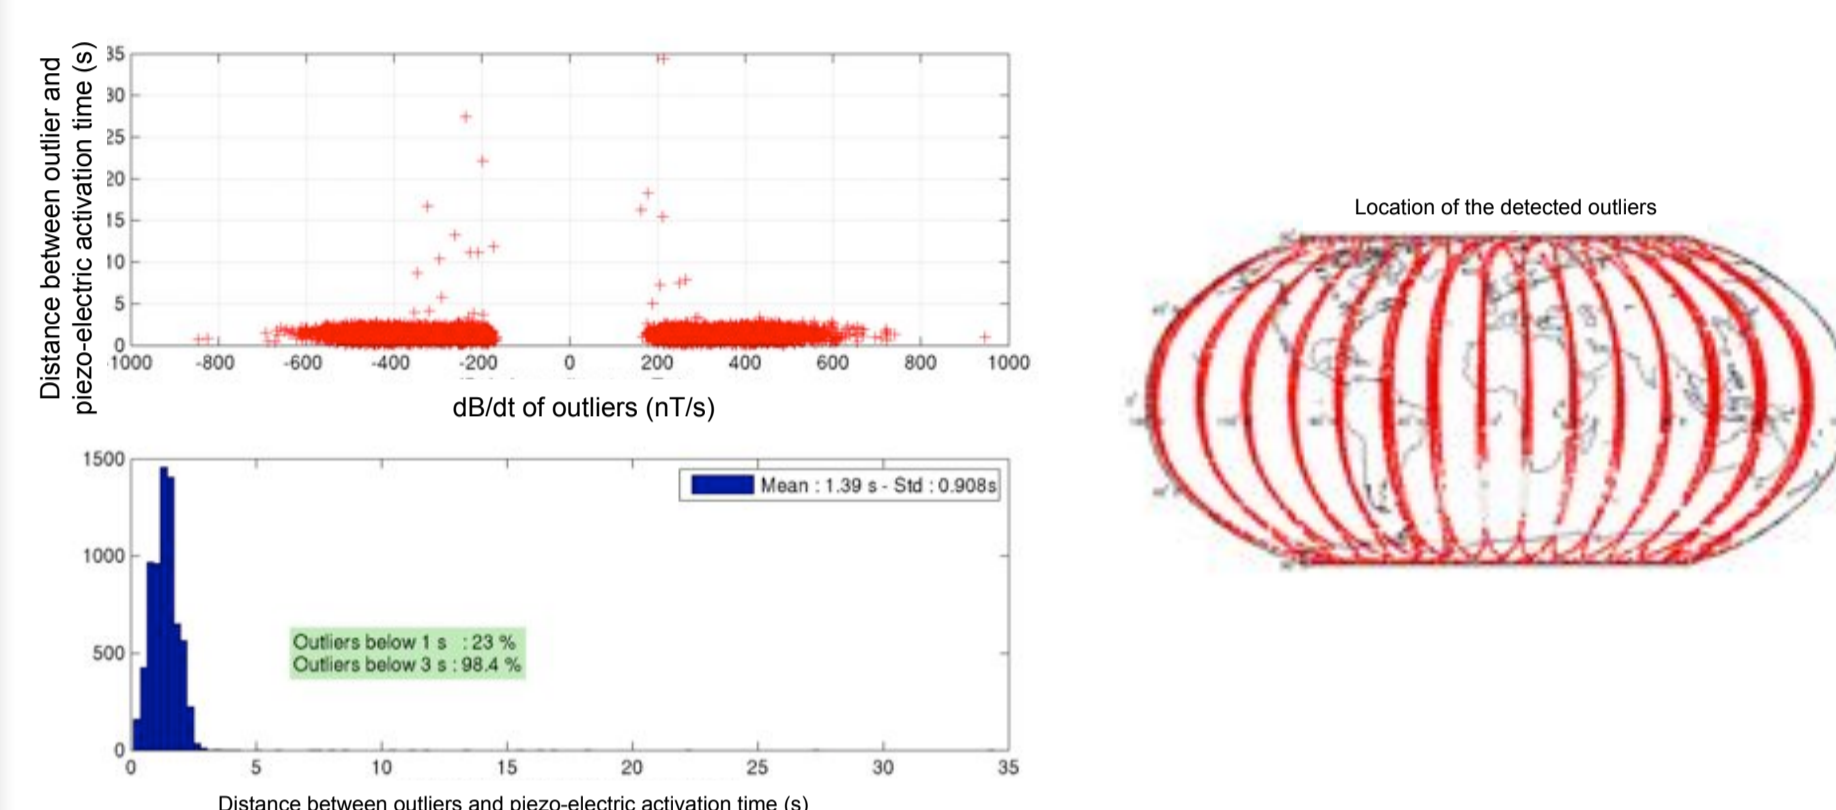 Distance between outlier and
piezo-electric activation time (s)
35
30
25
20
15
10
5
0
1000 -800 -600 -400 -200 0 200 400 600 800 1000
dB/dt of outliers (nT/s)
1500
1000
500
0
Mean : 1.39 s - Std : 0.908s
Outliers below 1 s : 23 %
Outliers below 3 s : 98.4 %
0 5 10 15 20 25 30 35
Distance between outliers and piezo-electric activation time (s)
Location of the detected outliers